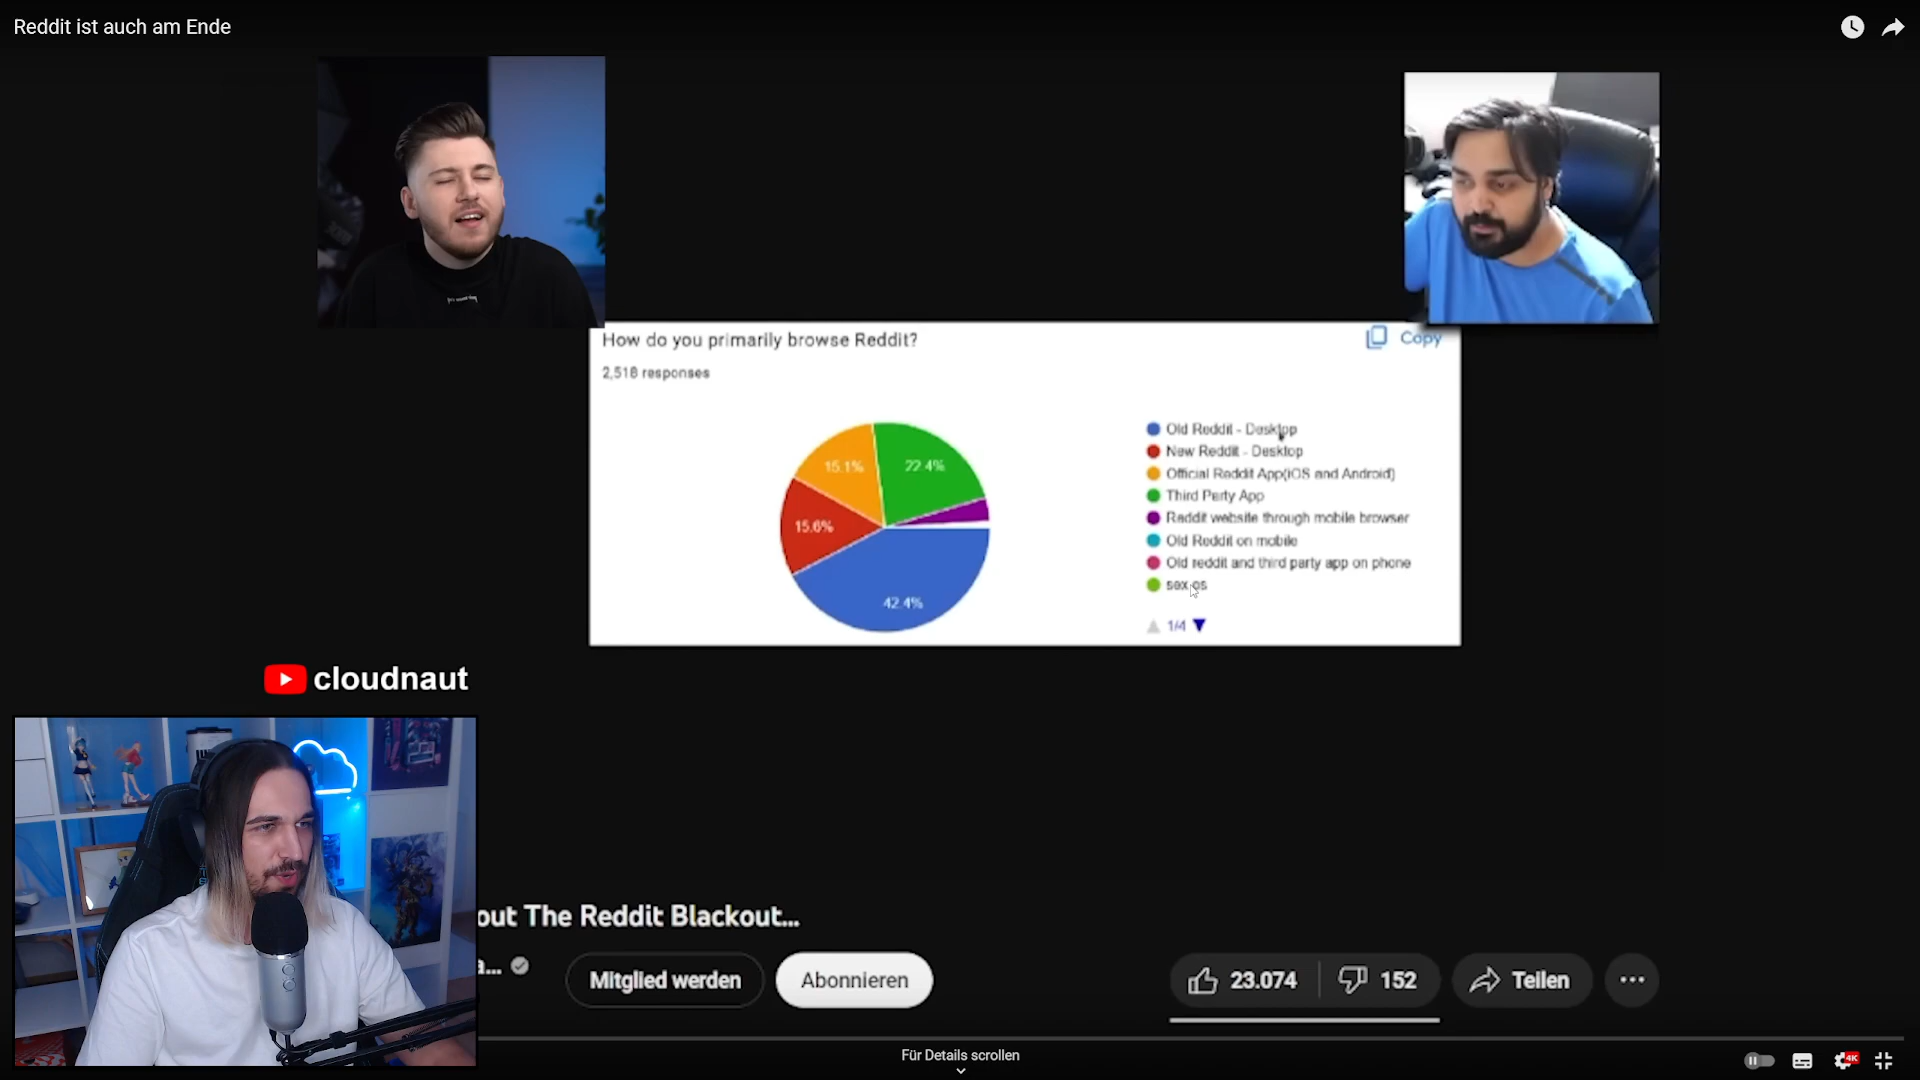 Reddit ist auch am Ende
How do you primarily browse Reddit?
Copy
2,518 responses
15.1%
22.4%
15.6%
42.4%
Old Reddit - Desktop
New Reddit - Desktop
Official Reddit App(iOS and Android)
Third Party App
Reddit website through mobile browser
Old Reddit on mobile
Old reddit and third party app on phone
sex os
1/4
cloudnaut
out The Reddit Blackout...
a...
Mitglied werden
Abonnieren
23.074
152
Teilen
Für Details scrollen
4K